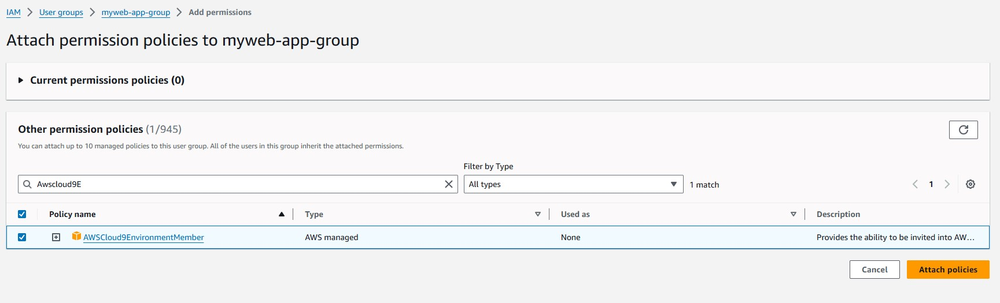 IAM > User groups > myweb-app-group > Add permissions
Attach permission policies to myweb-app-group
Current permissions policies (0)
Other permission policies (1/945)
You can attach up to 10 managed policies to this user group. All of the users in this group inherit the attached permissions.
Filter by Type
Awscloud9E All types 1 match 1
Policy name Type Used as Description
AWSCloud9EnvironmentMember AWS managed None Provides the ability to be invited into AW...
Cancel Attach policies